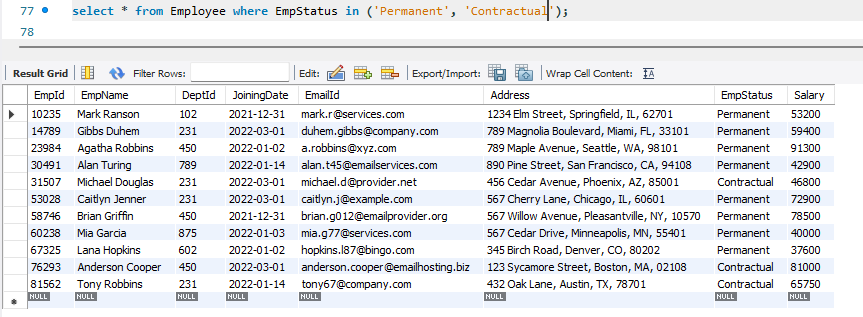 77 select * from Employee where EmpStatus in ('Permanent', 'Contractual');
78
Result Grid Filter Rows: Edit: Export/Import: Wrap Cell Content:
EmpId EmpName DeptId JoiningDate EmailId Address EmpStatus Salary
10235 Mark Ranson 102 2021-12-31 mark.r@services.com 1234 Elm Street, Springfield, IL, 62701 Permanent 53200
14789 Gibbs Duhem 231 2022-03-01 duhem.gibbs@company.com 789 Magnolia Boulevard, Miami, FL, 33101 Permanent 59400
23984 Agatha Robbins 450 2022-01-02 a.robbins@xyz.com 789 Maple Avenue, Seattle, WA, 98101 Permanent 91300
30491 Alan Turing 789 2022-01-14 alan.t45@emailservices.com 890 Pine Street, San Francisco, CA, 94108 Permanent 42900
31507 Michael Douglas 231 2022-03-01 michael.d@provider.net 456 Cedar Avenue, Phoenix, AZ, 85001 Contractual 46800
53028 Caitlyn Jenner 231 2022-03-01 caitlyn.j@example.com 567 Cherry Lane, Chicago, IL, 60601 Permanent 72900
58746 Brian Griffin 450 2021-12-31 brian.g012@emailprovider.org 567 Willow Avenue, Pleasantville, NY, 10570 Permanent 78500
60238 Mia Garcia 875 2022-01-03 mia.g77@services.com 567 Cedar Drive, Minneapolis, MN, 55401 Permanent 40000
67325 Lana Hopkins 602 2022-01-02 hopkins.l87@bingo.com 345 Birch Road, Denver, CO, 80202 Permanent 37600
76293 Anderson Cooper 450 2022-03-01 anderson.cooper@emailhosting.biz 123 Sycamore Street, Boston, MA, 02108 Contractual 81000
81562 Tony Robbins 231 2022-01-14 tony67@company.com 432 Oak Lane, Austin, TX, 78701 Contractual 65750
NULL NULL NULL NULL NULL NULL NULL NULL